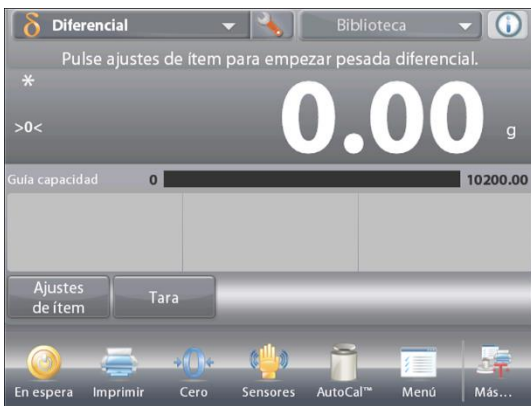 δ Diferencial Biblioteca
Pulse ajustes de ítem para empezar pesada diferencial.
*
>0< 0.00 g
Guía capacidad 0 10200.00
Ajustes de ítem Tara
En espera Imprimir Cero Sensores AutoCal™ Menú Más...